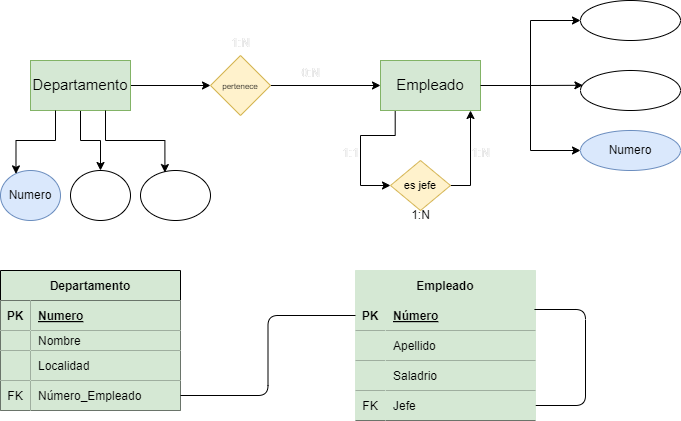 1:N
Departamento
pertenece
0:N
Empleado
Numero
1:1
es jefe
1:N
1:N
Numero
Departamento
PK Numero
Nombre
Localidad
FK Número_Empleado
Empleado
PK Número
Apellido
Saladrio
FK Jefe